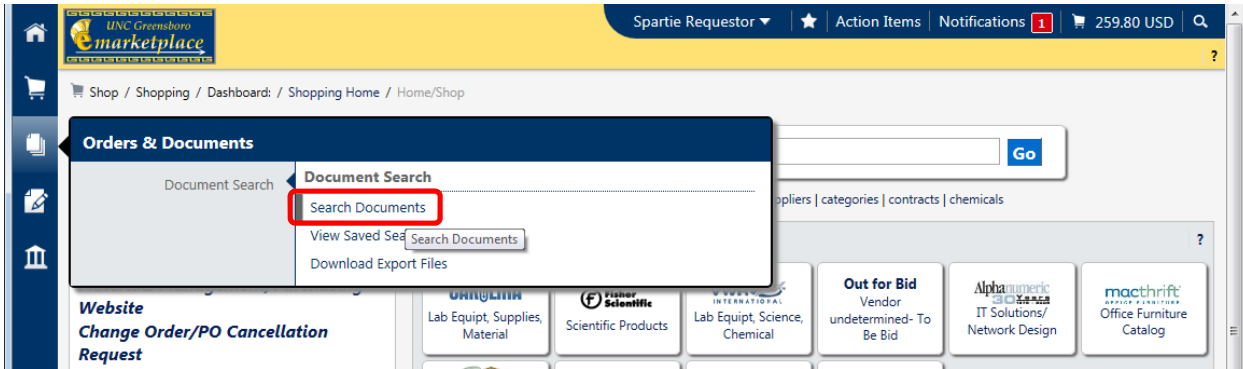 UNC Greensboro
emarketplace
Spartie Requestor ▼ | ★ | Action Items | Notifications 1 | 259.80 USD
?
Shop / Shopping / Dashboard: / Shopping Home / Home/Shop
Orders & Documents
Document Search
Document Search
Search Documents
View Saved Sea
Search Documents
Download Export Files
Go
ppliers | categories | contracts | chemicals
?
Website
Change Order/PO Cancellation
Request
CAROLINA
Lab Equipt, Supplies,
Material
Fisher
Scientific
Scientific Products
INTERNATIONAL
Lab Equipt, Science,
Chemical
Out for Bid
Vendor
undetermined- To
Be Bid
Alphanumeric
30 Years
IT Solutions/
Network Design
macthrift
OFFICE FURNITURE
Office Furniture
Catalog